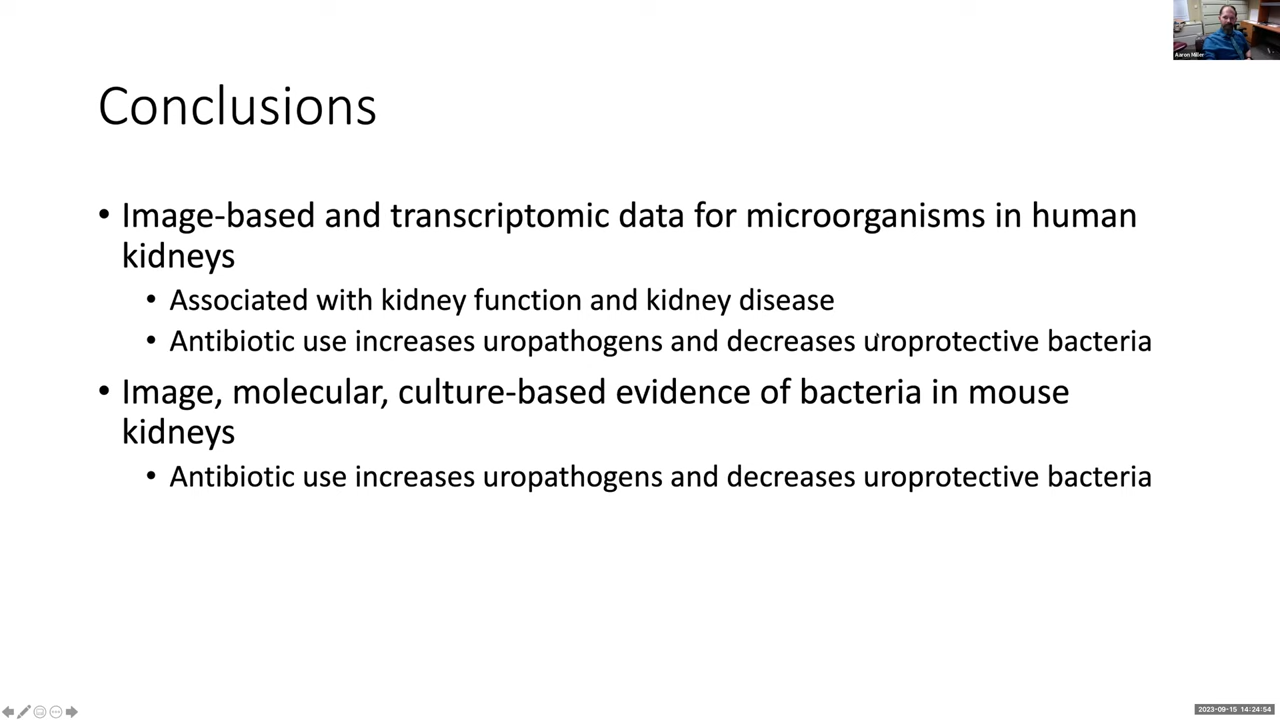 Aaron Miller
Conclusions
• Image-based and transcriptomic data for microorganisms in human
kidneys
• Associated with kidney function and kidney disease
• Antibiotic use increases uropathogens and decreases uroprotective bacteria
• Image, molecular, culture-based evidence of bacteria in mouse
kidneys
• Antibiotic use increases uropathogens and decreases uroprotective bacteria
2023-09-15 14:24:54